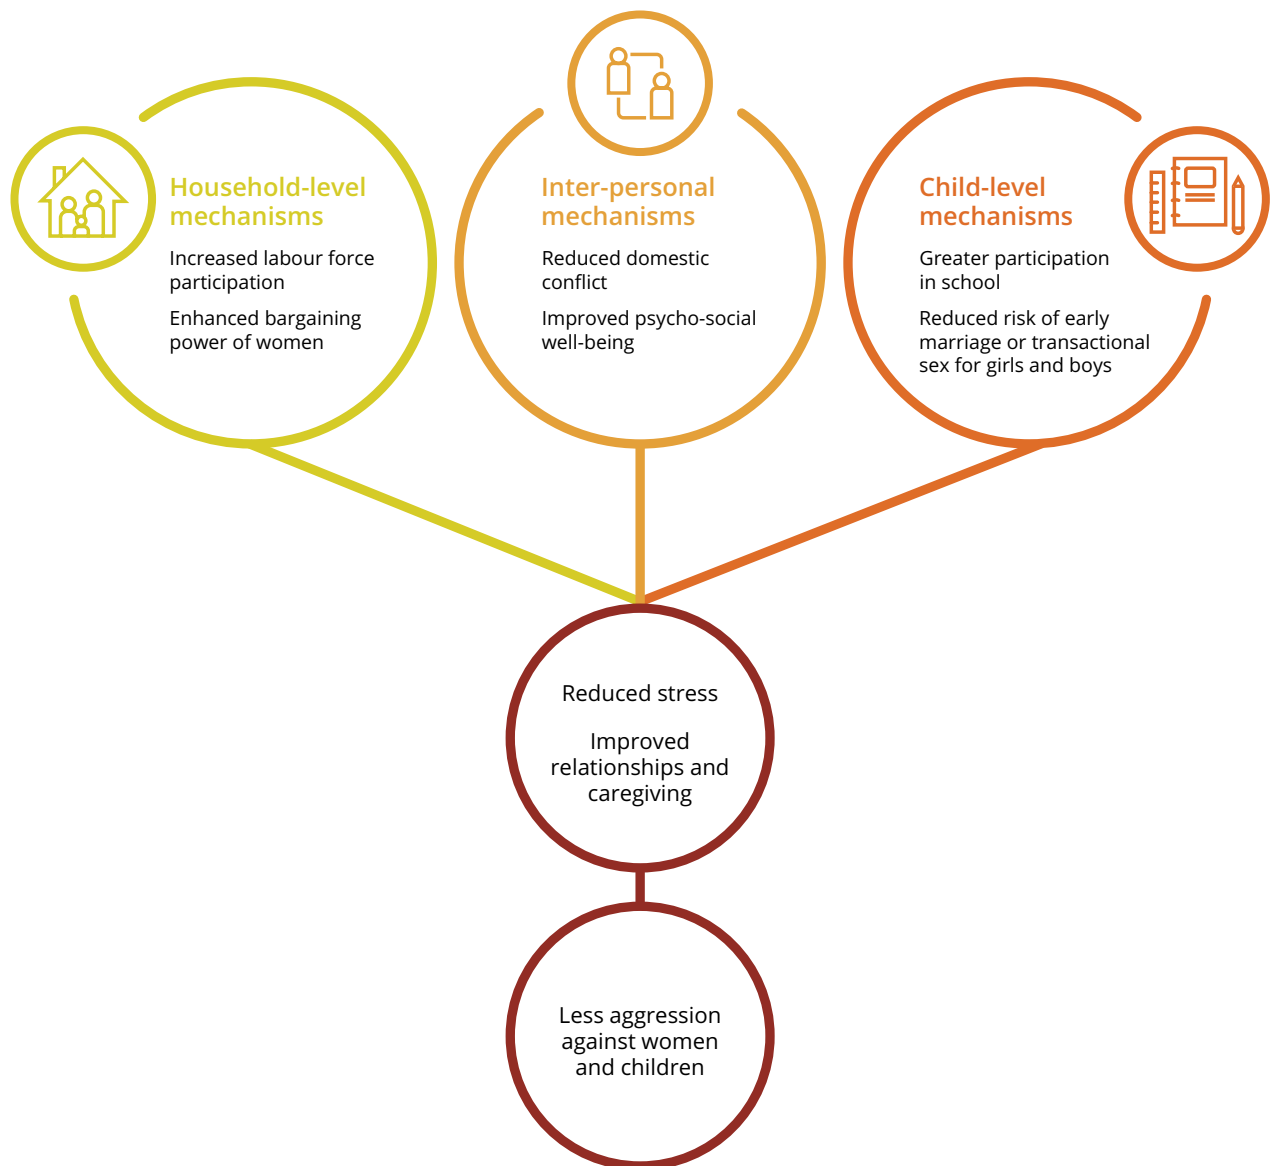 Household-level
mechanisms
Increased labour force
participation
Enhanced bargaining
power of women
Inter-personal
mechanisms
Reduced domestic
conflict
Improved psycho-social
well-being
Child-level
mechanisms
Greater participation
in school
Reduced risk of early
marriage or transactional
sex for girls and boys
Reduced stress
Improved
relationships and
caregiving
Less aggression
against women
and children